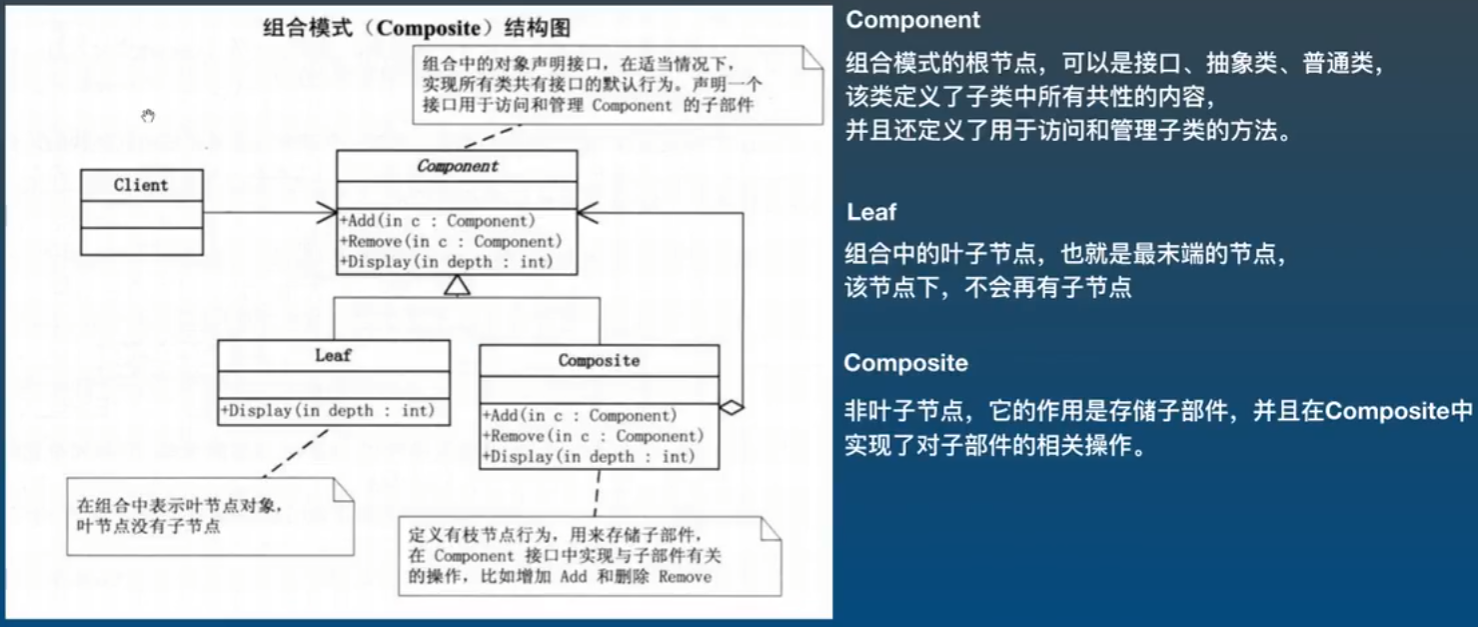 组合模式（Composite）结构图
组合中的对象声明接口，在适当情况下，
实现所有类共有接口的默认行为。声明一个
接口用于访问和管理 Component 的子部件
Client
Component
+Add(in c : Component)
+Remove(in c : Component)
+Display(in depth : int)
Leaf
+Display(in depth : int)
Composite
+Add(in c : Component)
+Remove(in c : Component)
+Display(in depth : int)
在组合中表示叶节点对象，
叶节点没有子节点
定义有枝节点行为，用来存储子部件，
在 Component 接口中实现与子部件有关
的操作，比如增加 Add 和删除 Remove
Component
组合模式的根节点，可以是接口、抽象类、普通类，
该类定义了子类中所有共性的内容，
并且还定义了用于访问和管理子类的方法。
Leaf
组合中的叶子节点，也就是最末端的节点，
该节点下，不会再有子节点
Composite
非叶子节点，它的作用是存储子部件，并且在Composite中
实现了对子部件的相关操作。